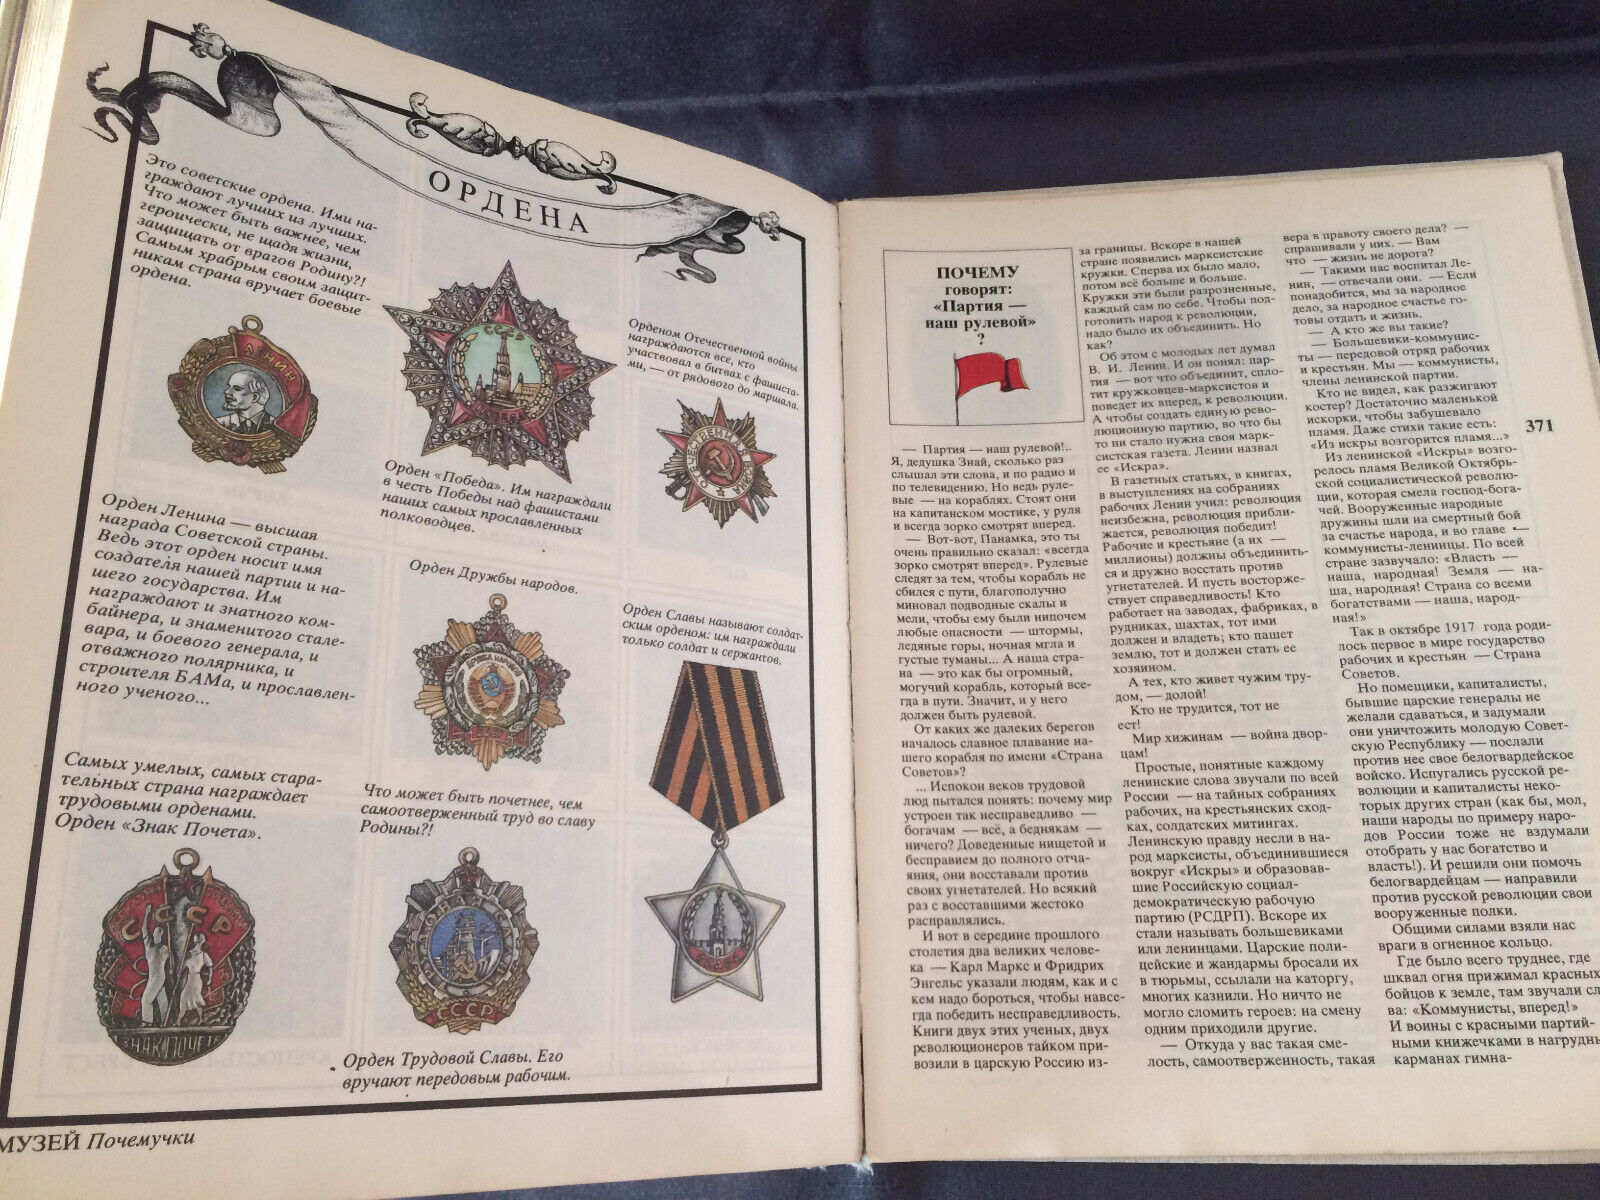 ОРДЕНА
Это советские ордена. Ими на-
граждают лучших из лучших.
Что может быть важнее, чем
героически, не щадя жизни,
защищать от врагов Родину?!
Самым храбрым своим защит-
никам страна вручает боевые
ордена.
ЛЕНИН
Орден Ленина — высшая
награда Советской страны.
Ведь этот орден носит имя
создателя нашей партии и на-
шего государства. Им
награждают и знатного ком-
байнера, и знаменитого стале-
вара, и боевого генерала, и
отважного полярника, и
строителя БАМа, и прославлен-
ного ученого...
Самых умелых, самых стара-
тельных страна награждает
трудовыми орденами.
Орден «Знак Почета».
СССР
ЗНАК ПОЧЕТА
СССР
ПОБЕДА
Орден «Победа». Им награждали
в честь Победы над фашистами
наших самых прославленных
полководцев.
Орден Дружбы народов.
ДРУЖБА НАРОДОВ
СССР
Что может быть почетнее, чем
самоотверженный труд во славу
Родины?!
СССР
Орден Трудовой Славы. Его
вручают передовым рабочим.
Орденом Отечественной войны
награждаются все, кто
участвовал в битвах с фашиста-
ми, — от рядового до маршала.
ОТЕЧЕСТВЕННАЯ ВОЙНА
Орден Славы называют солдат-
ским орденом: им награждали
только солдат и сержантов.
СЛАВА
МУЗЕЙ Почемучки
ПОЧЕМУ
говорят:
«Партия —
наш рулевой»
?
— Партия — наш рулевой!..
Я, дедушка Знай, сколько раз
слышал эти слова, и по радио и
по телевидению. Но ведь руле-
вые — на кораблях. Стоят они
на капитанском мостике, у руля
и всегда зорко смотрят вперед.
— Вот-вот, Панамка, это ты
очень правильно сказал: «всегда
зорко смотрят вперед». Рулевые
следят за тем, чтобы корабль не
сбился с пути, благополучно
миновал подводные скалы и
мели, чтобы ему были нипочем
любые опасности — штормы,
ледяные горы, ночная мгла и
густые туманы... А наша стра-
на — это как бы огромный,
могучий корабль, который все-
гда в пути. Значит, и у него
должен быть рулевой.
От каких же далеких берегов
началось славное плавание на-
шего корабля по имени «Страна
Советов»?
... Испокон веков трудовой
люд пытался понять: почему мир
устроен так несправедливо —
богачам — всё, а беднякам —
ничего? Доведенные нищетой и
бесправием до полного отча-
яния, они восставали против
своих угнетателей. Но всякий
раз с восставшими жестоко
расправлялись.
И вот в середине прошлого
столетия два великих челове-
ка — Карл Маркс и Фридрих
Энгельс указали людям, как и с
кем надо бороться, чтобы навсе-
гда победить несправедливость.
Книги двух этих ученых, двух
революционеров тайком при-
возили в царскую Россию из-
за границы. Вскоре в нашей
стране появились марксистские
кружки. Сперва их было мало,
потом всё больше и больше.
Кружки эти были разрозненные,
каждый сам по себе. Чтобы под-
готовить народ к революции,
надо было их объединить. Но
как?
Об этом с молодых лет думал
В. И. Ленин. И он понял: пар-
тия — вот что объединит, спло-
тит кружковцев-марксистов и
поведет их вперед, к революции.
А чтобы создать единую рево-
люционную партию, во что бы
то ни стало нужна своя марк-
систская газета. Ленин назвал
ее «Искра».
В газетных статьях, в книгах,
в выступлениях на собраниях
рабочих Ленин учил: революция
неизбежна, революция прибли-
жается, революция победит!
Рабочие и крестьяне (а их —
миллионы) должны объединить-
ся и дружно восстать против
угнетателей. И пусть восторже-
ствует справедливость! Кто
работает на заводах, фабриках, в
рудниках, шахтах, тот ими
должен и владеть; кто пашет
землю, тот и должен стать ее
хозяином.
А тех, кто живет чужим тру-
дом, — долой!
Кто не трудится, тот не
ест!
Мир хижинам — война двор-
цам!
Простые, понятные каждому
ленинские слова звучали по всей
России — на тайных собраниях
рабочих, на крестьянских сход-
ках, солдатских митингах.
Ленинскую правду несли в на-
род марксисты, объединившиеся
вокруг «Искры» и образовав-
шие Российскую социал-
демократическую рабочую
партию (РСДРП). Вскоре их
стали называть большевиками
или ленинцами. Царские поли-
цейские и жандармы бросали их
в тюрьмы, ссылали на каторгу,
многих казнили. Но ничто не
могло сломить героев: на смену
одним приходили другие.
— Откуда у вас такая сме-
лость, самоотверженность, такая
вера в правоту своего дела? —
спрашивали у них. — Вам
что — жизнь не дорога?
— Такими нас воспитал Ле-
нин, — отвечали они. — Если
понадобится, мы за народное
дело, за народное счастье го-
товы отдать и жизнь.
— А кто же вы такие?
— Большевики-коммунис-
ты — передовой отряд рабочих
и крестьян. Мы — коммунисты,
члены ленинской партии.
Кто не видел, как разжигают
костер? Достаточно маленькой
искорки, чтобы забушевало
пламя. Даже стихи такие есть:
«Из искры возгорится пламя...»
Из ленинской «Искры» возго-
релось пламя Великой Октябрь-
ской социалистической револю-
ции, которая смела господ-бога-
чей. Вооруженные народные
дружины шли на смертный бой
за счастье народа, и во главе —
коммунисты-ленинцы. По всей
стране зазвучало: «Власть —
наша, народная! Земля — на-
ша, народная! Страна со всеми
богатствами — наша, народ-
ная!»
Так в октябре 1917 года роди-
лось первое в мире государство
рабочих и крестьян — Страна
Советов.
Но помещики, капиталисты,
бывшие царские генералы не
желали сдаваться, и задумали
они уничтожить молодую Совет-
скую Республику — послали
против нее свое белогвардейское
войско. Испугались русской ре-
волюции и капиталисты неко-
торых других стран (как бы, мол,
наши народы по примеру наро-
дов России тоже не вздумали
отобрать у нас богатство и
власть!). И решили они помочь
белогвардейцам — направили
против русской революции свои
вооруженные полки.
Общими силами взяли нас
враги в огненное кольцо.
Где было всего труднее, где
шквал огня прижимал красных
бойцов к земле, там звучали сл
ва: «Коммунисты, вперед!»
И воины с красными партий-
ными книжечками в нагрудны
карманах гимна-
371